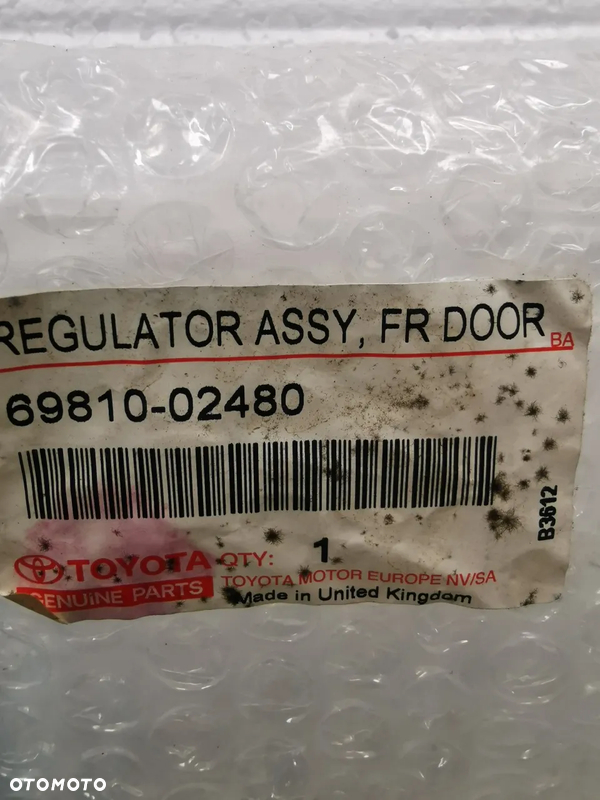 REGULATOR ASSY, FR DOOR
BA
69810-02480
B3612
TOYOTA QTY: 1
GENUINE PARTS
TOYOTA MOTOR EUROPE NV/SA
Made in United Kingdom
OTOMOTO